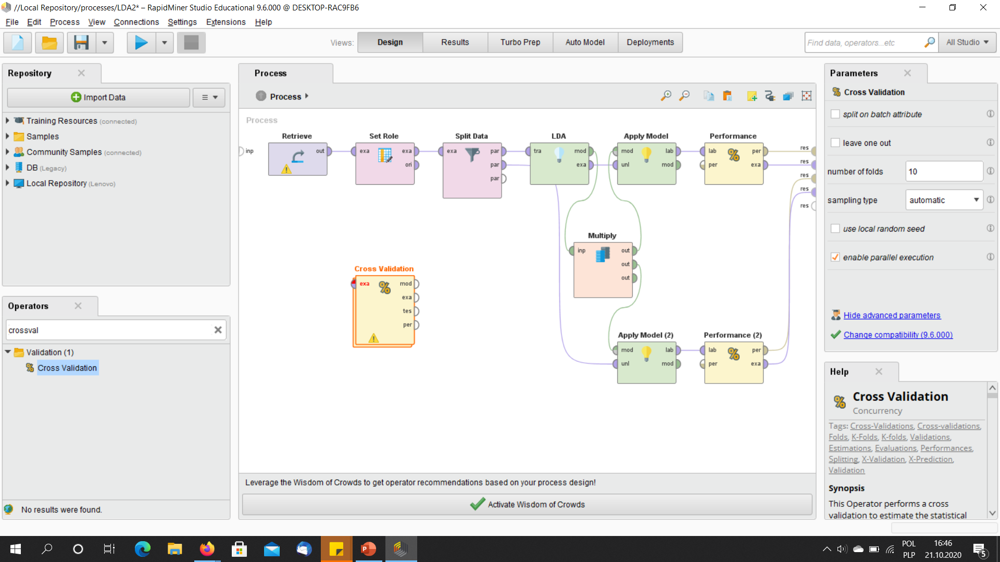 //Local Repository/processes/LDA2* – RapidMiner Studio Educational 9.6.000 @ DESKTOP-RAC9FB6
File Edit Process View Connections Settings Extensions Help
Views: Design Results Turbo Prep Auto Model Deployments
Find data, operators...etc
All Studio
Repository
Import Data
Training Resources (connected)
Samples
Community Samples (connected)
DB (Legacy)
Local Repository (Lenovo)
Operators
crossval
Validation (1)
Cross Validation
No results were found.
Process
Process
Process
inp
Retrieve
out
Set Role
exa exa
ori
Split Data
exa par
par
par
LDA
tra mod
exa
Apply Model
mod lab
unl mod
Performance
lab per
per exa
res
res
res
res
res
Multiply
inp out
out
out
Cross Validation
exa mod
exa
tes
per
Apply Model (2)
mod lab
unl mod
Performance (2)
lab per
per exa
Leverage the Wisdom of Crowds to get operator recommendations based on your process design!
Activate Wisdom of Crowds
Parameters
Cross Validation
split on batch attribute
leave one out
number of folds 10
sampling type automatic
use local random seed
enable parallel execution
Hide advanced parameters
Change compatibility (9.6.000)
Help
Cross Validation
Concurrency
Tags: Cross-Validations, Cross-validations,
Folds, K-Folds, K-folds, Validations,
Estimations, Evaluations, Performances,
Splitting, X-Validation, X-Prediction,
Validation
Synopsis
This Operator performs a cross
validation to estimate the statistical
POL
PLP
16:46
21.10.2020
5